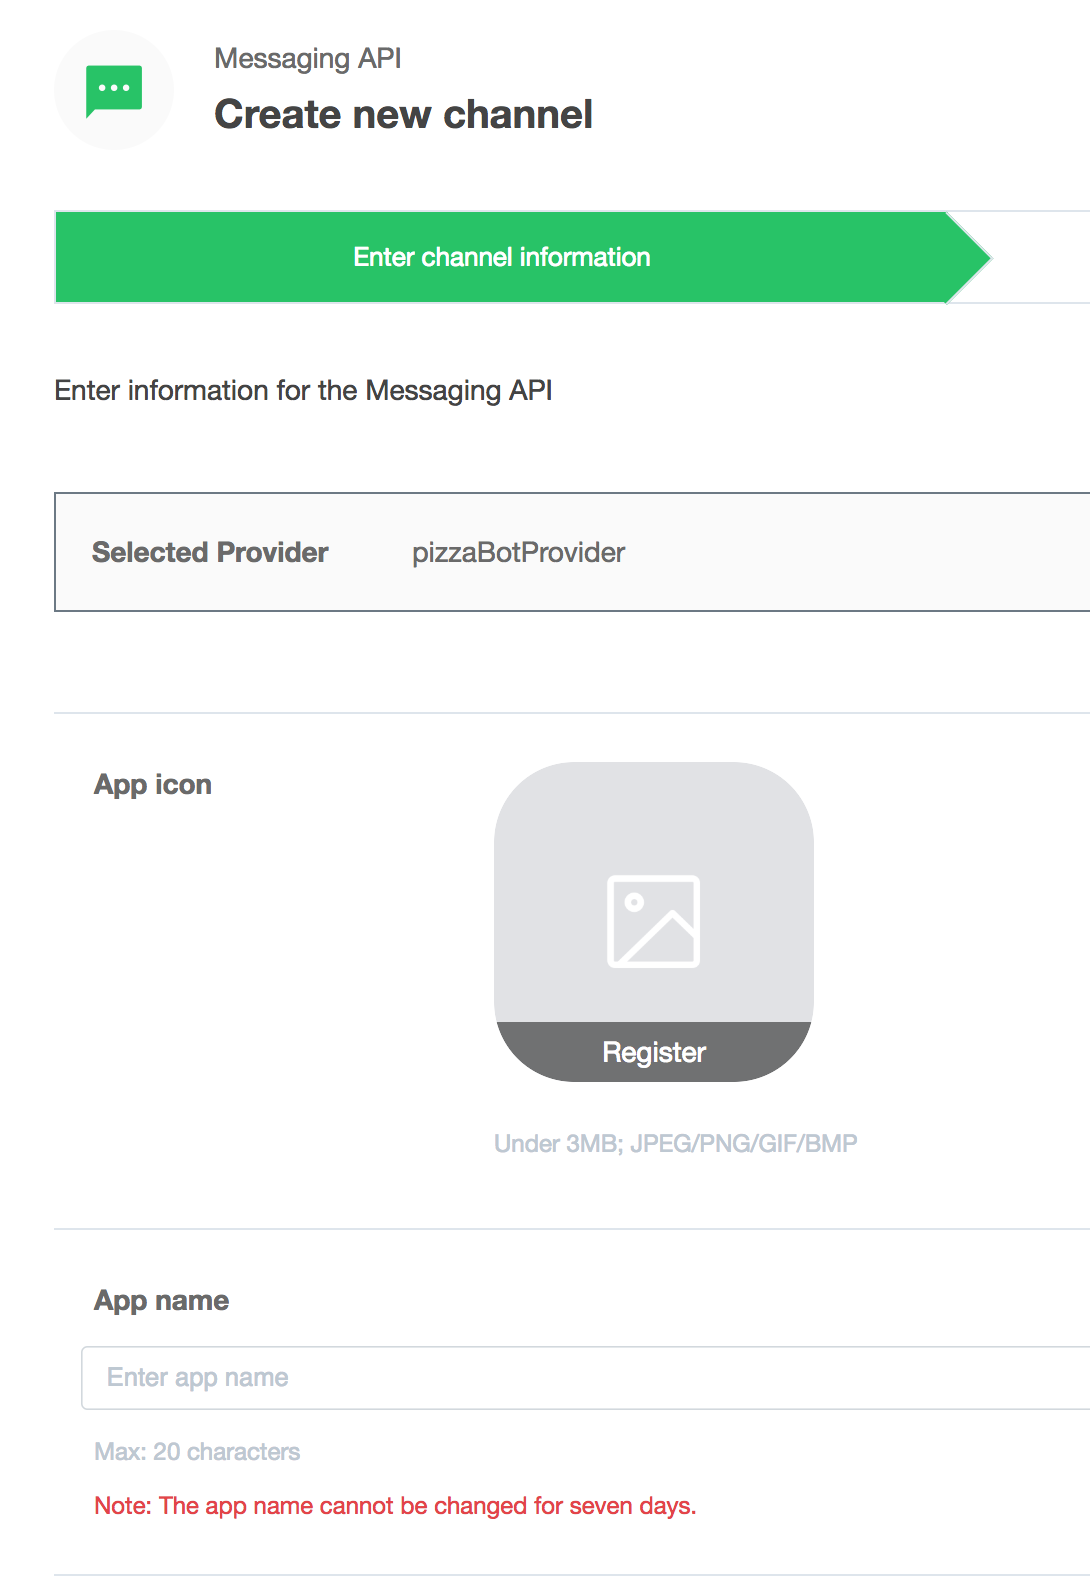 Messaging API
Create new channel
Enter channel information
Enter information for the Messaging API
Selected Provider pizzaBotProvider
App icon
Register
Under 3MB; JPEG/PNG/GIF/BMP
App name
Enter app name
Max: 20 characters
Note: The app name cannot be changed for seven days.